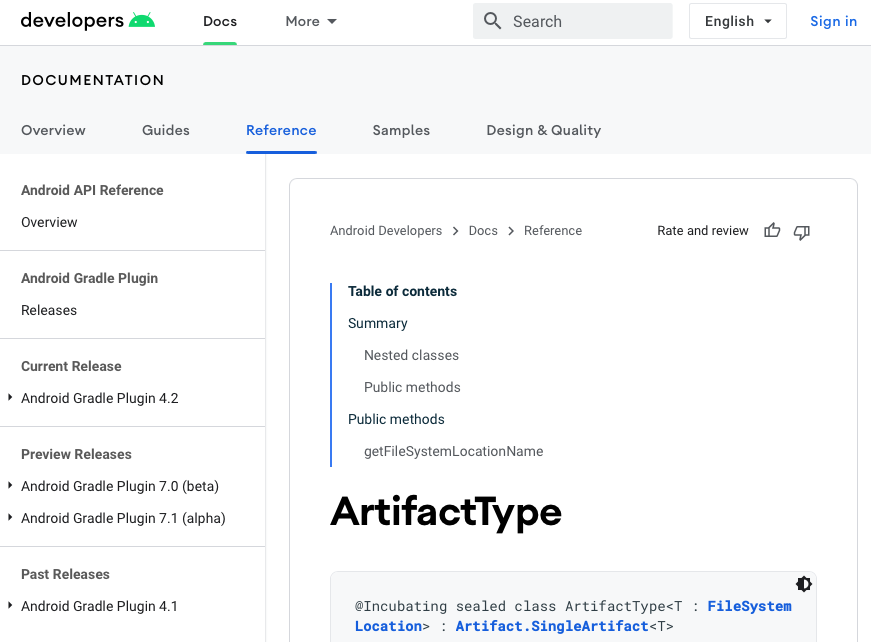 developers Docs More Search English Sign in
DOCUMENTATION
Overview Guides Reference Samples Design & Quality
Android API Reference
Overview
Android Gradle Plugin
Releases
Current Release
Android Gradle Plugin 4.2
Preview Releases
Android Gradle Plugin 7.0 (beta)
Android Gradle Plugin 7.1 (alpha)
Past Releases
Android Gradle Plugin 4.1
Android Developers Docs Reference Rate and review
Table of contents
Summary
Nested classes
Public methods
Public methods
getFileSystemLocationName
ArtifactType
@Incubating sealed class ArtifactType<T : FileSystem
Location> : Artifact.SingleArtifact<T>